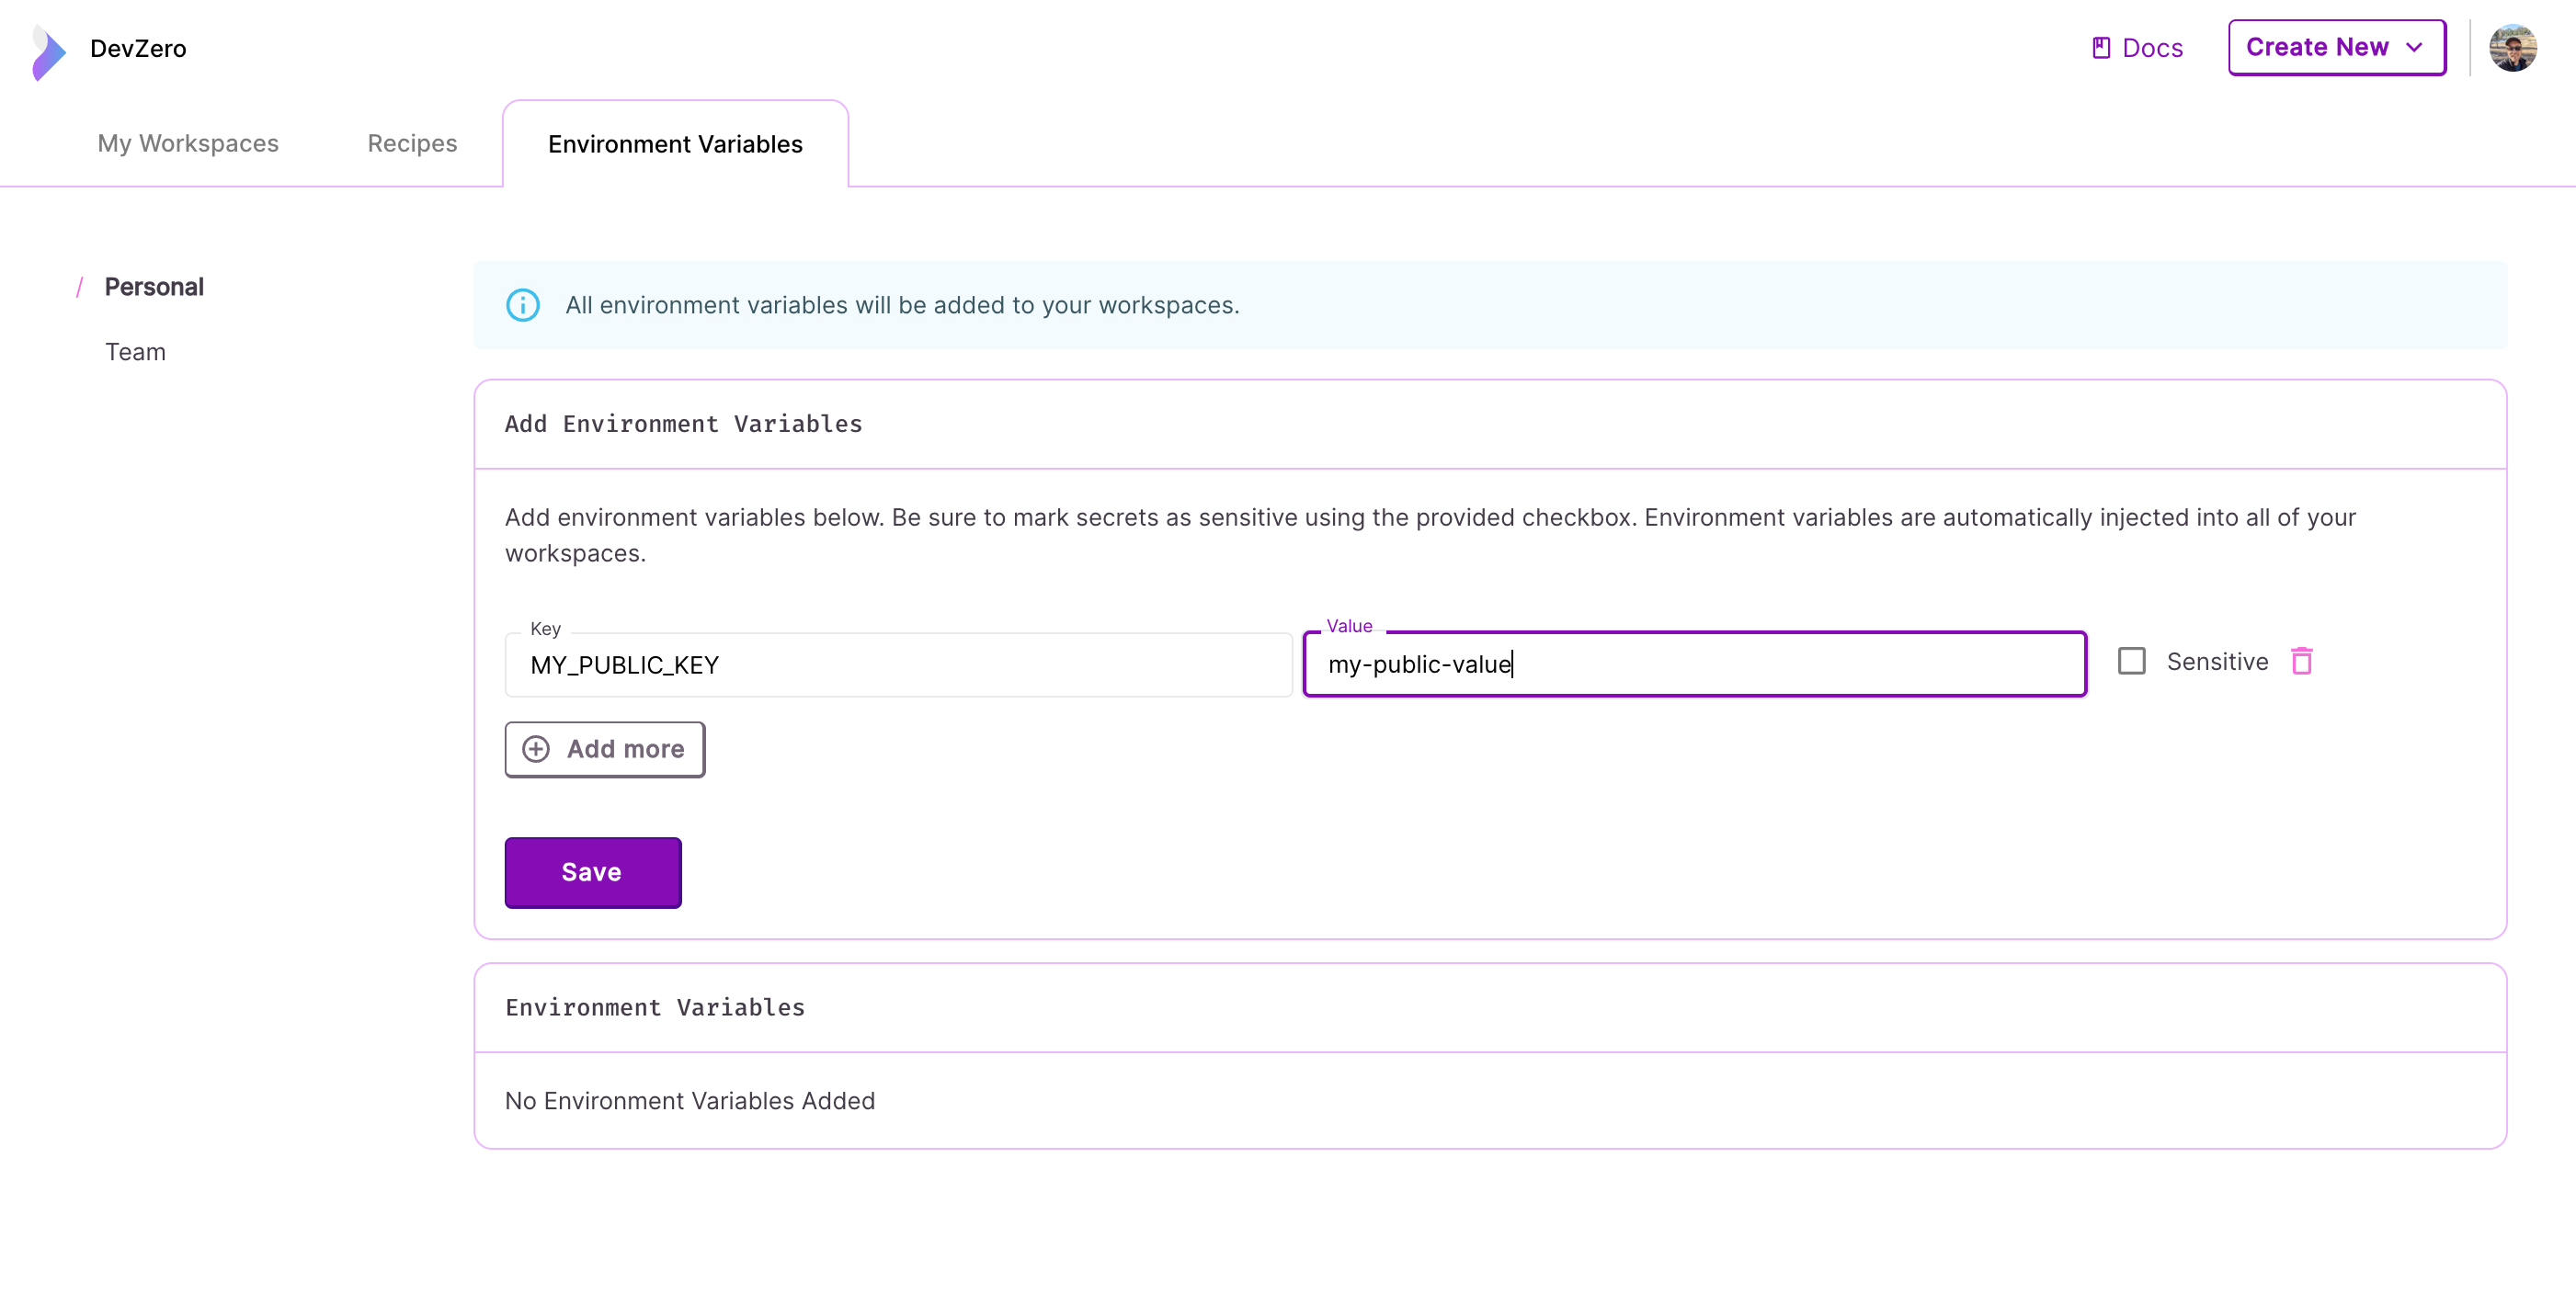 DevZero
Docs
Create New
My Workspaces
Recipes
Environment Variables
/ Personal
Team
All environment variables will be added to your workspaces.
Add Environment Variables
Add environment variables below. Be sure to mark secrets as sensitive using the provided checkbox. Environment variables are automatically injected into all of your
workspaces.
Key
Value
MY_PUBLIC_KEY
my-public-value
Sensitive
Add more
Save
Environment Variables
No Environment Variables Added